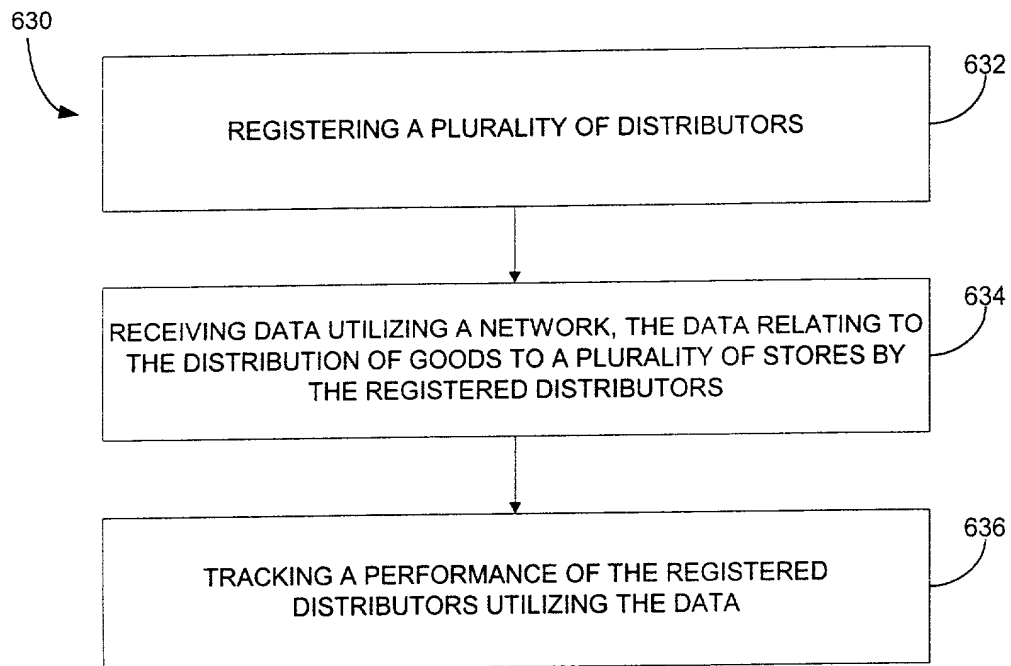 630
632
REGISTERING A PLURALITY OF DISTRIBUTORS
634
RECEIVING DATA UTILIZING A NETWORK, THE DATA RELATING TO
THE DISTRIBUTION OF GOODS TO A PLURALITY OF STORES BY
THE REGISTERED DISTRIBUTORS
636
TRACKING A PERFORMANCE OF THE REGISTERED
DISTRIBUTORS UTILIZING THE DATA